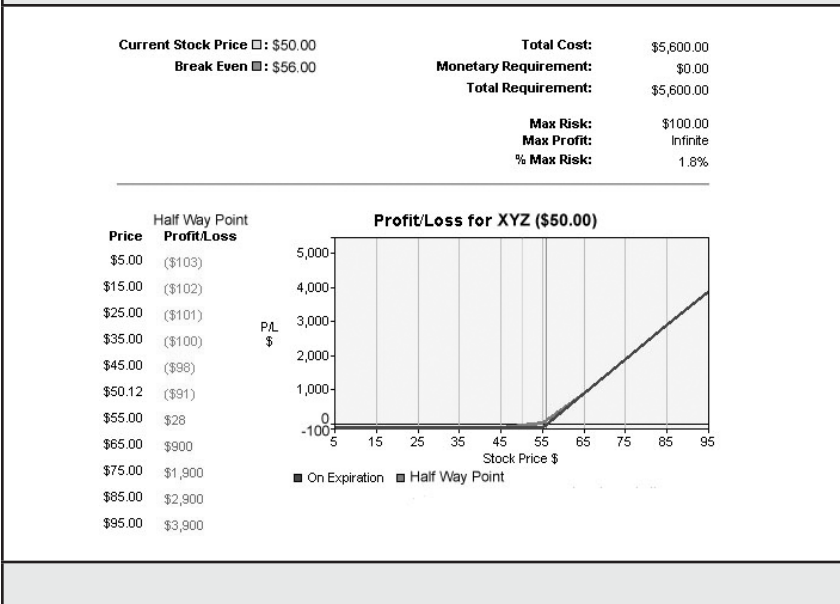 Current Stock Price : $50.00
Break Even : $56.00
Total Cost: $5,600.00
Monetary Requirement: $0.00
Total Requirement: $5,600.00
Max Risk: $100.00
Max Profit: Infinite
% Max Risk: 1.8%
Half Way Point
Price Profit/Loss
$5.00 ($103)
$15.00 ($102)
$25.00 ($101)
$35.00 ($100)
$45.00 ($98)
$50.12 ($91)
$55.00 $28
$65.00 $900
$75.00 $1,900
$85.00 $2,900
$95.00 $3,900
Profit/Loss for XYZ ($50.00)
P/L
$
5,000
4,000
3,000
2,000
1,000
0
-100
5 15 25 35 45 55 65 75 85 95
Stock Price $
On Expiration Half Way Point